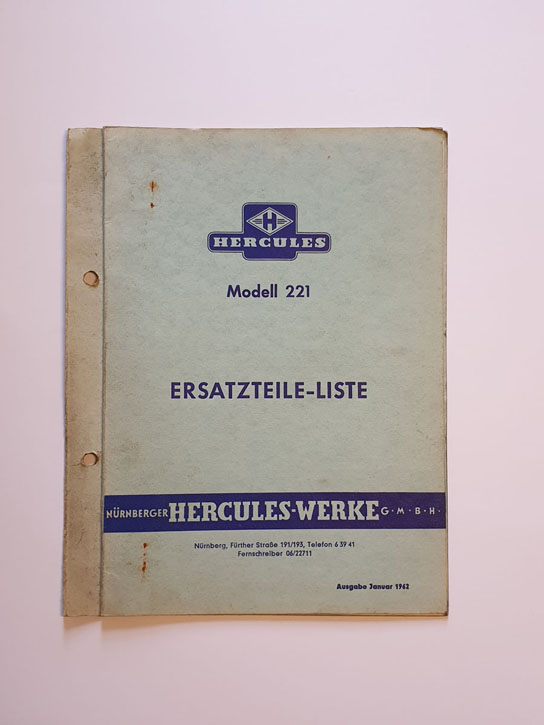 H
HERCULES
Modell 221
ERSATZTEILE-LISTE
NÜRNBERGER HERCULES-WERKE G·M·B·H·
Nürnberg, Fürther Straße 191/193, Telefon 6 39 41
Fernschreiber 06/22711
Ausgabe Januar 1962